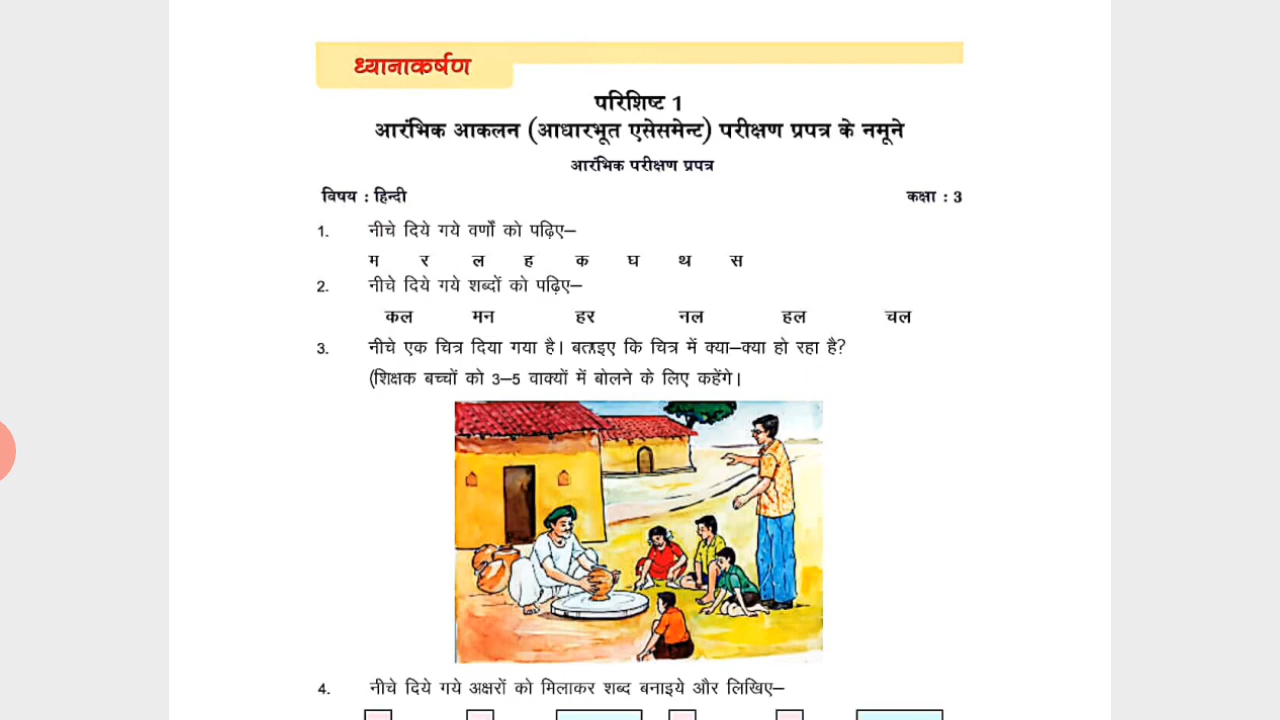 ध्यानाकर्षण
परिशिष्ट 1
आरंभिक आकलन (आधारभूत एसेसमेन्ट) परीक्षण प्रपत्र के नमूने
आरंभिक परीक्षण प्रपत्र
विषय : हिन्दी कक्षा : 3
1. नीचे दिये गये वर्णों को पढ़िए–
म र ल ह क घ थ स
2. नीचे दिये गये शब्दों को पढ़िए–
कल मन हर नल हल चल
3. नीचे एक चित्र दिया गया है। बताइए कि चित्र में क्या–क्या हो रहा है?
(शिक्षक बच्चों को 3–5 वाक्यों में बोलने के लिए कहेंगे।
4. नीचे दिये गये अक्षरों को मिलाकर शब्द बनाइये और लिखिए–